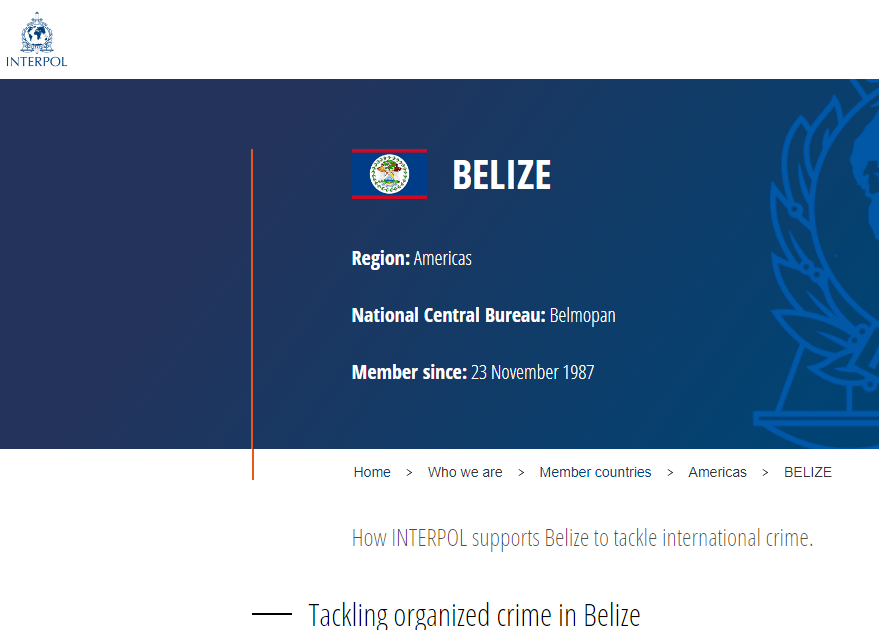 INTERPOL
BELIZE
Region: Americas
National Central Bureau: Belmopan
Member since: 23 November 1987
Home > Who we are > Member countries > Americas > BELIZE
How INTERPOL supports Belize to tackle international crime.
Tackling organized crime in Belize